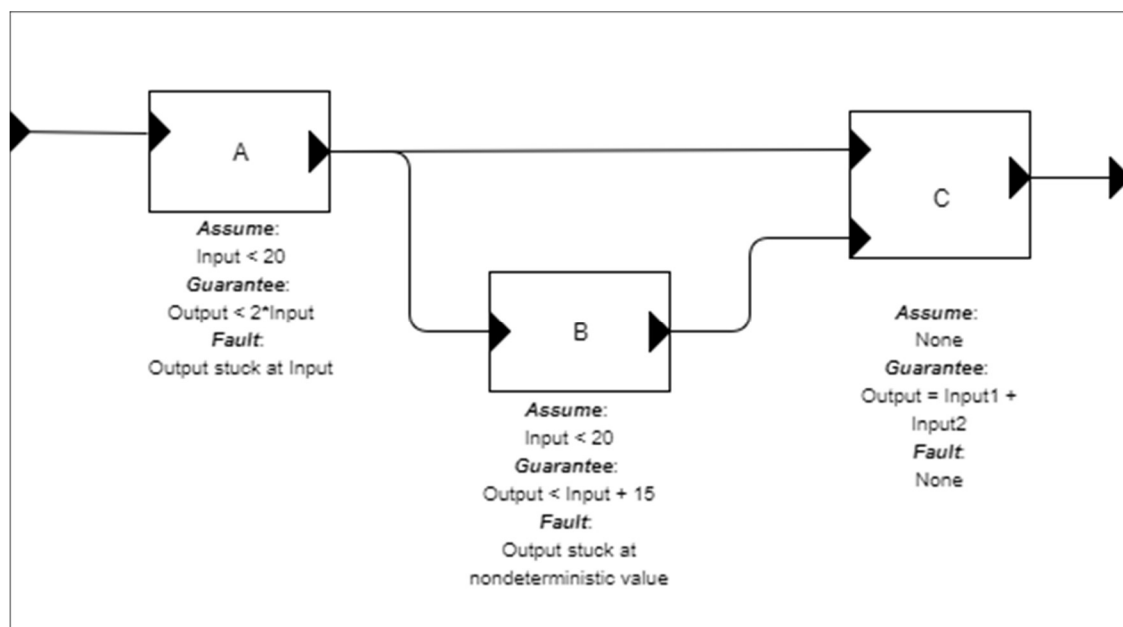 A
Assume:
Input < 20
Guarantee:
Output < 2*Input
Fault:
Output stuck at Input
B
Assume:
Input < 20
Guarantee:
Output < Input + 15
Fault:
Output stuck at
nondeterministic value
C
Assume:
None
Guarantee:
Output = Input1 +
Input2
Fault:
None